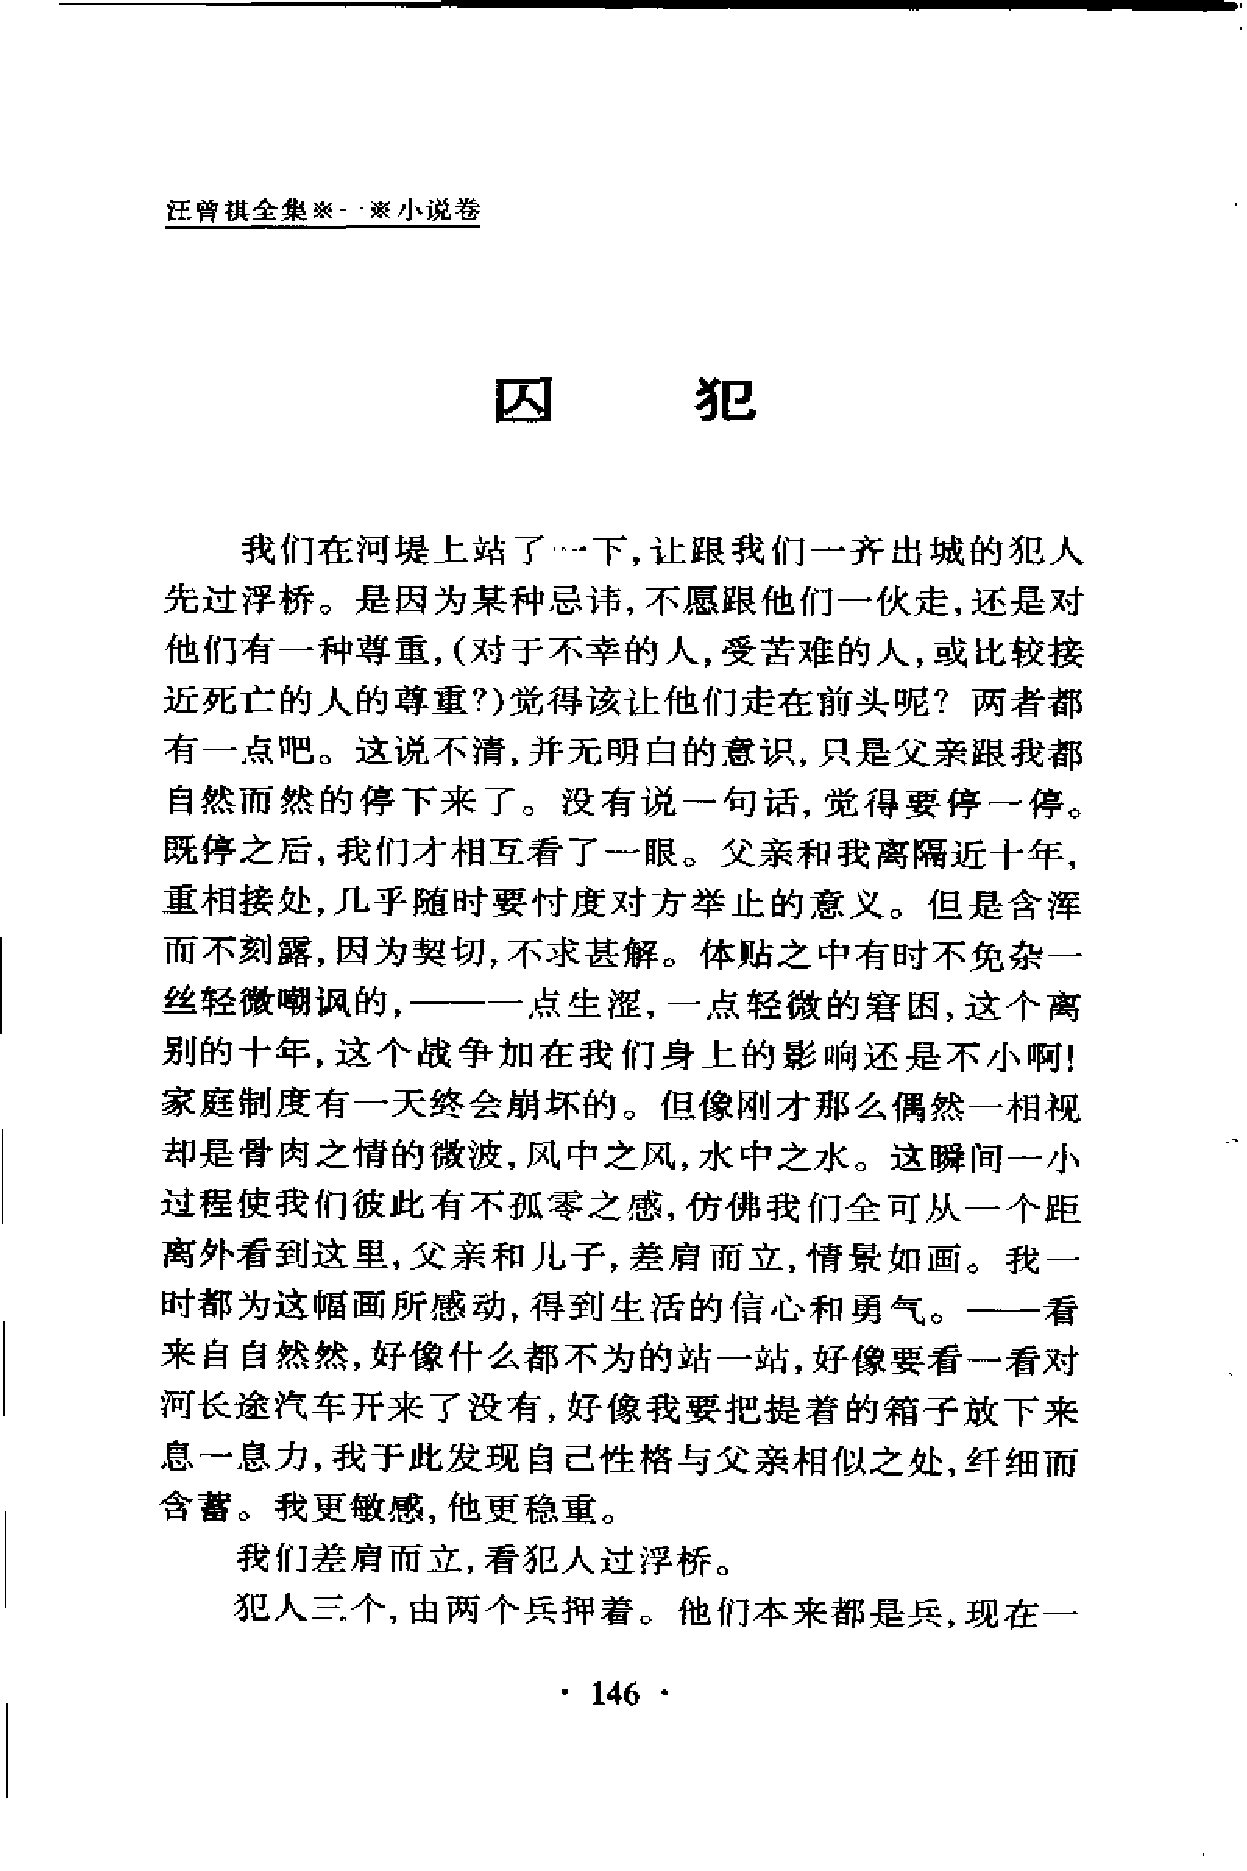 汪曾祺全集※一※小说卷
囚 犯
我们在河堤上站了一下,让跟我们一齐出城的犯人
先过浮桥。是因为某种忌讳,不愿跟他们一伙走,还是对
他们有一种尊重,(对于不幸的人,受苦难的人,或比较接
近死亡的人的尊重?)觉得该让他们走在前头呢? 两者都
有一点吧。这说不清,并无明白的意识,只是父亲跟我都
自然而然的停下来了。没有说一句话,觉得要停一停。
既停之后,我们才相互看了一眼。父亲和我离隔近十年,
重相接处,几乎随时要忖度对方举止的意义。但是含浑
而不刻露,因为契切,不求甚解。体贴之中有时不免杂一
丝轻微嘲讽的,——一点生涩,一点轻微的窘困,这个离
别的十年,这个战争加在我们身上的影响还是不小啊!
家庭制度有一天终会崩坏的。但像刚才那么偶然一相视
却是骨肉之情的微波,风中之风,水中之水。这瞬间一小
过程使我们彼此有不孤零之感,仿佛我们全可从一个距
离外看到这里,父亲和儿子,差肩而立,情景如画。我一
时都为这幅画所感动,得到生活的信心和勇气。——看
来自自然然,好像什么都不为的站一站,好像要看一看对
河长途汽车开来了没有,好像我要把提着的箱子放下来
息一息力,我于此发现自己性格与父亲相似之处,纤细而
含蓄。我更敏感,他更稳重。
我们差肩而立,看犯人过浮桥。
犯人三个,由两个兵押着。他们本来都是兵,现在一
· 146 ·